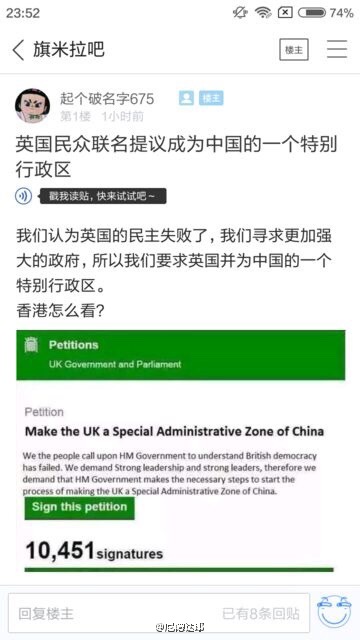 23:52
74%
旗米拉吧
楼主
起个破名字675
楼主
第1楼 1小时前
英国民众联名提议成为中国的一个特别
行政区
戳我读贴，快来试试吧~
我们认为英国的民主失败了，我们寻求更加强
大的政府，所以我们要求英国并为中国的一个
特别行政区。
香港怎么看?
Petitions
UK Government and Parliament
Petition
Make the UK a Special Administrative Zone of China
We the people call upon HM Government to understand British democracy
has failed. We demand Strong leadership and strong leaders, therefore we
demand that HM Government makes the necessary steps to start the
process of making the UK a Special Administrative Zone of China.
Sign this petition
10,451 signatures
回复楼主
已有8条回贴